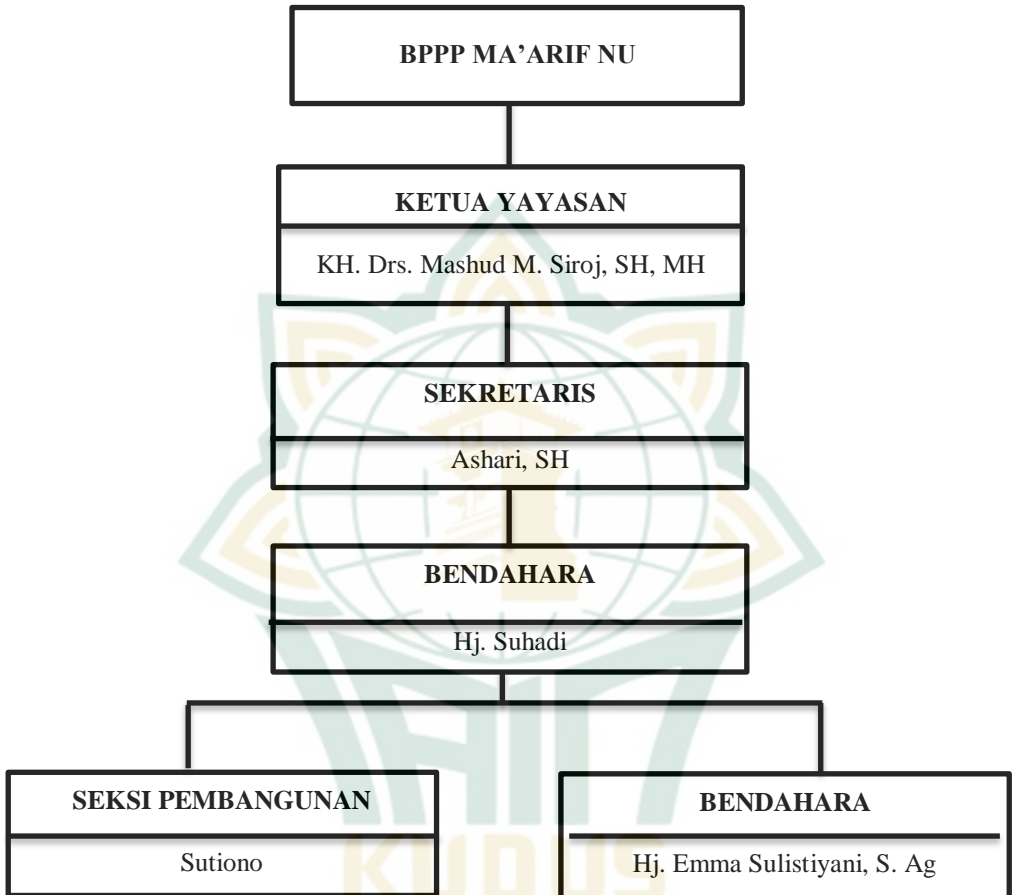 BPPP MA’ARIF NU
KETUA YAYASAN
KH. Drs. Mashud M. Siroj, SH, MH
SEKRETARIS
Ashari, SH
BENDAHARA
Hj. Suhadi
SEKSI PEMBANGUNAN
Sutiono
BENDAHARA
Hj. Emma Sulistiyani, S. Ag
KUDUS